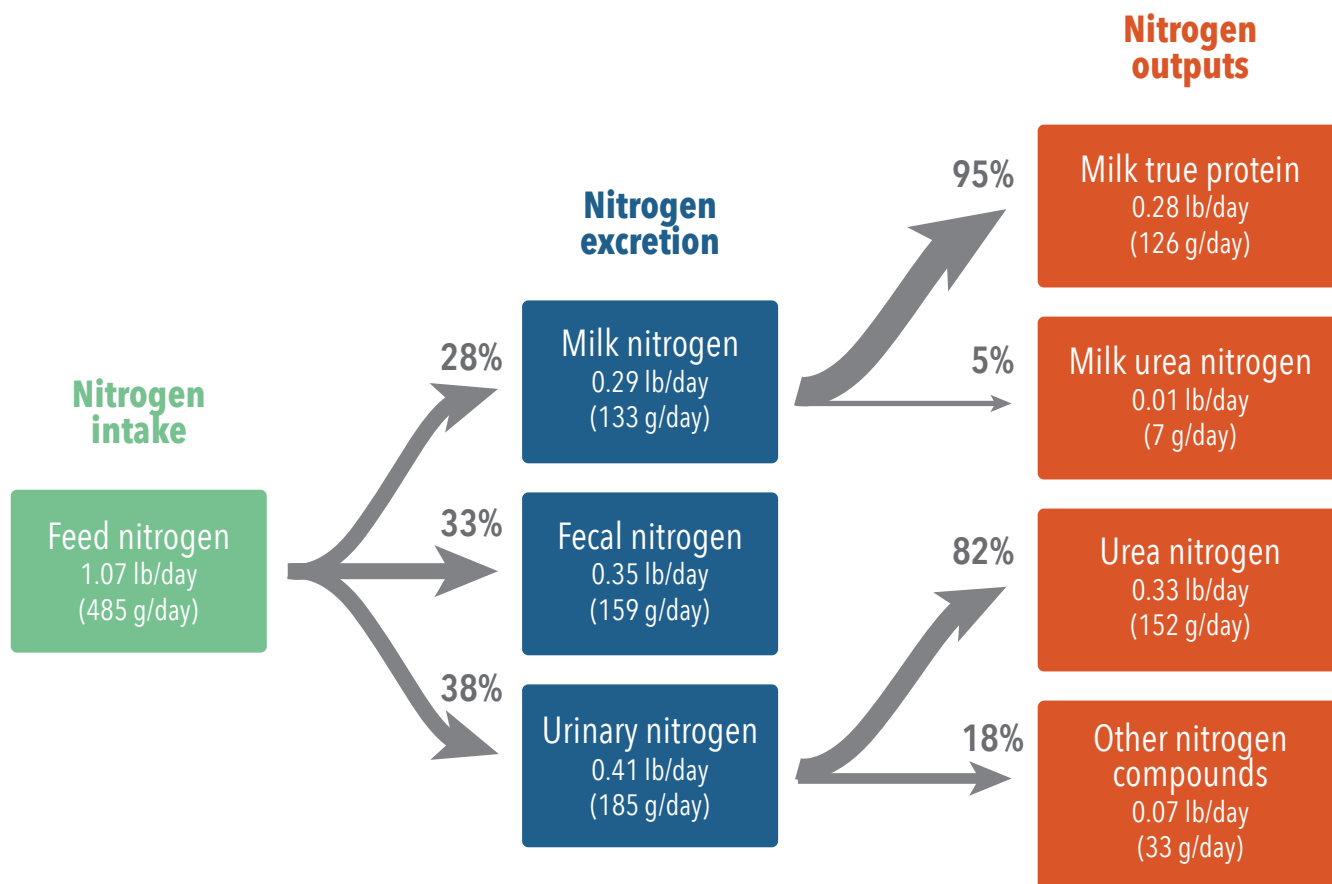 Nitrogen
intake
Feed nitrogen
1.07 lb/day
(485 g/day)
28%
33%
38%
Nitrogen
excretion
Milk nitrogen
0.29 lb/day
(133 g/day)
Fecal nitrogen
0.35 lb/day
(159 g/day)
Urinary nitrogen
0.41 lb/day
(185 g/day)
95%
5%
82%
18%
Nitrogen
outputs
Milk true protein
0.28 lb/day
(126 g/day)
Milk urea nitrogen
0.01 lb/day
(7 g/day)
Urea nitrogen
0.33 lb/day
(152 g/day)
Other nitrogen
compounds
0.07 lb/day
(33 g/day)